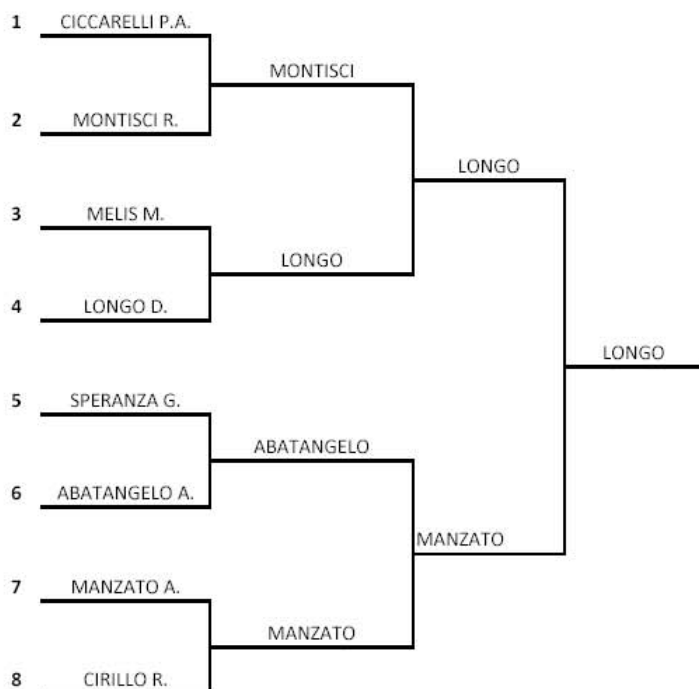 1 CICCARELLI P.A.
MONTISCI
2 MONTISCI R.
LONGO
3 MELIS M.
LONGO
4 LONGO D.
LONGO
5 SPERANZA G.
ABATANGELO
6 ABATANGELO A.
MANZATO
7 MANZATO A.
MANZATO
8 CIRILLO R.